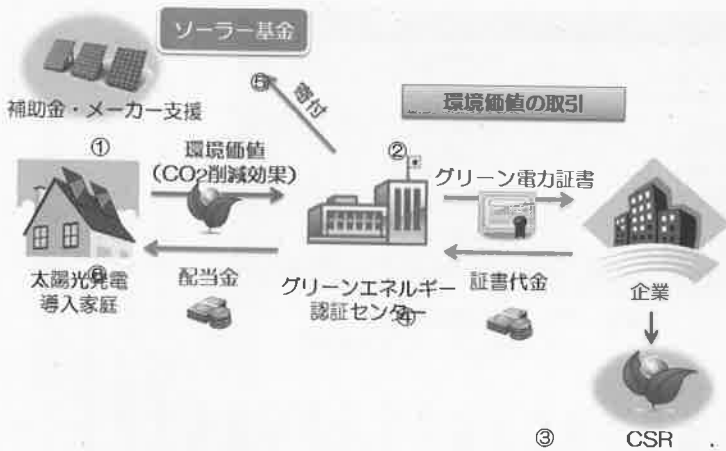 ソーラー基金
補助金・メーカー支援
⑤
寄付
環境価値の取引
①
環境価値
(CO2削減効果)
②
グリーン電力証書
⑥
太陽光発電
導入家庭
配当金
グリーンエネルギー
認証センター
④
証書代金
企業
③
CSR